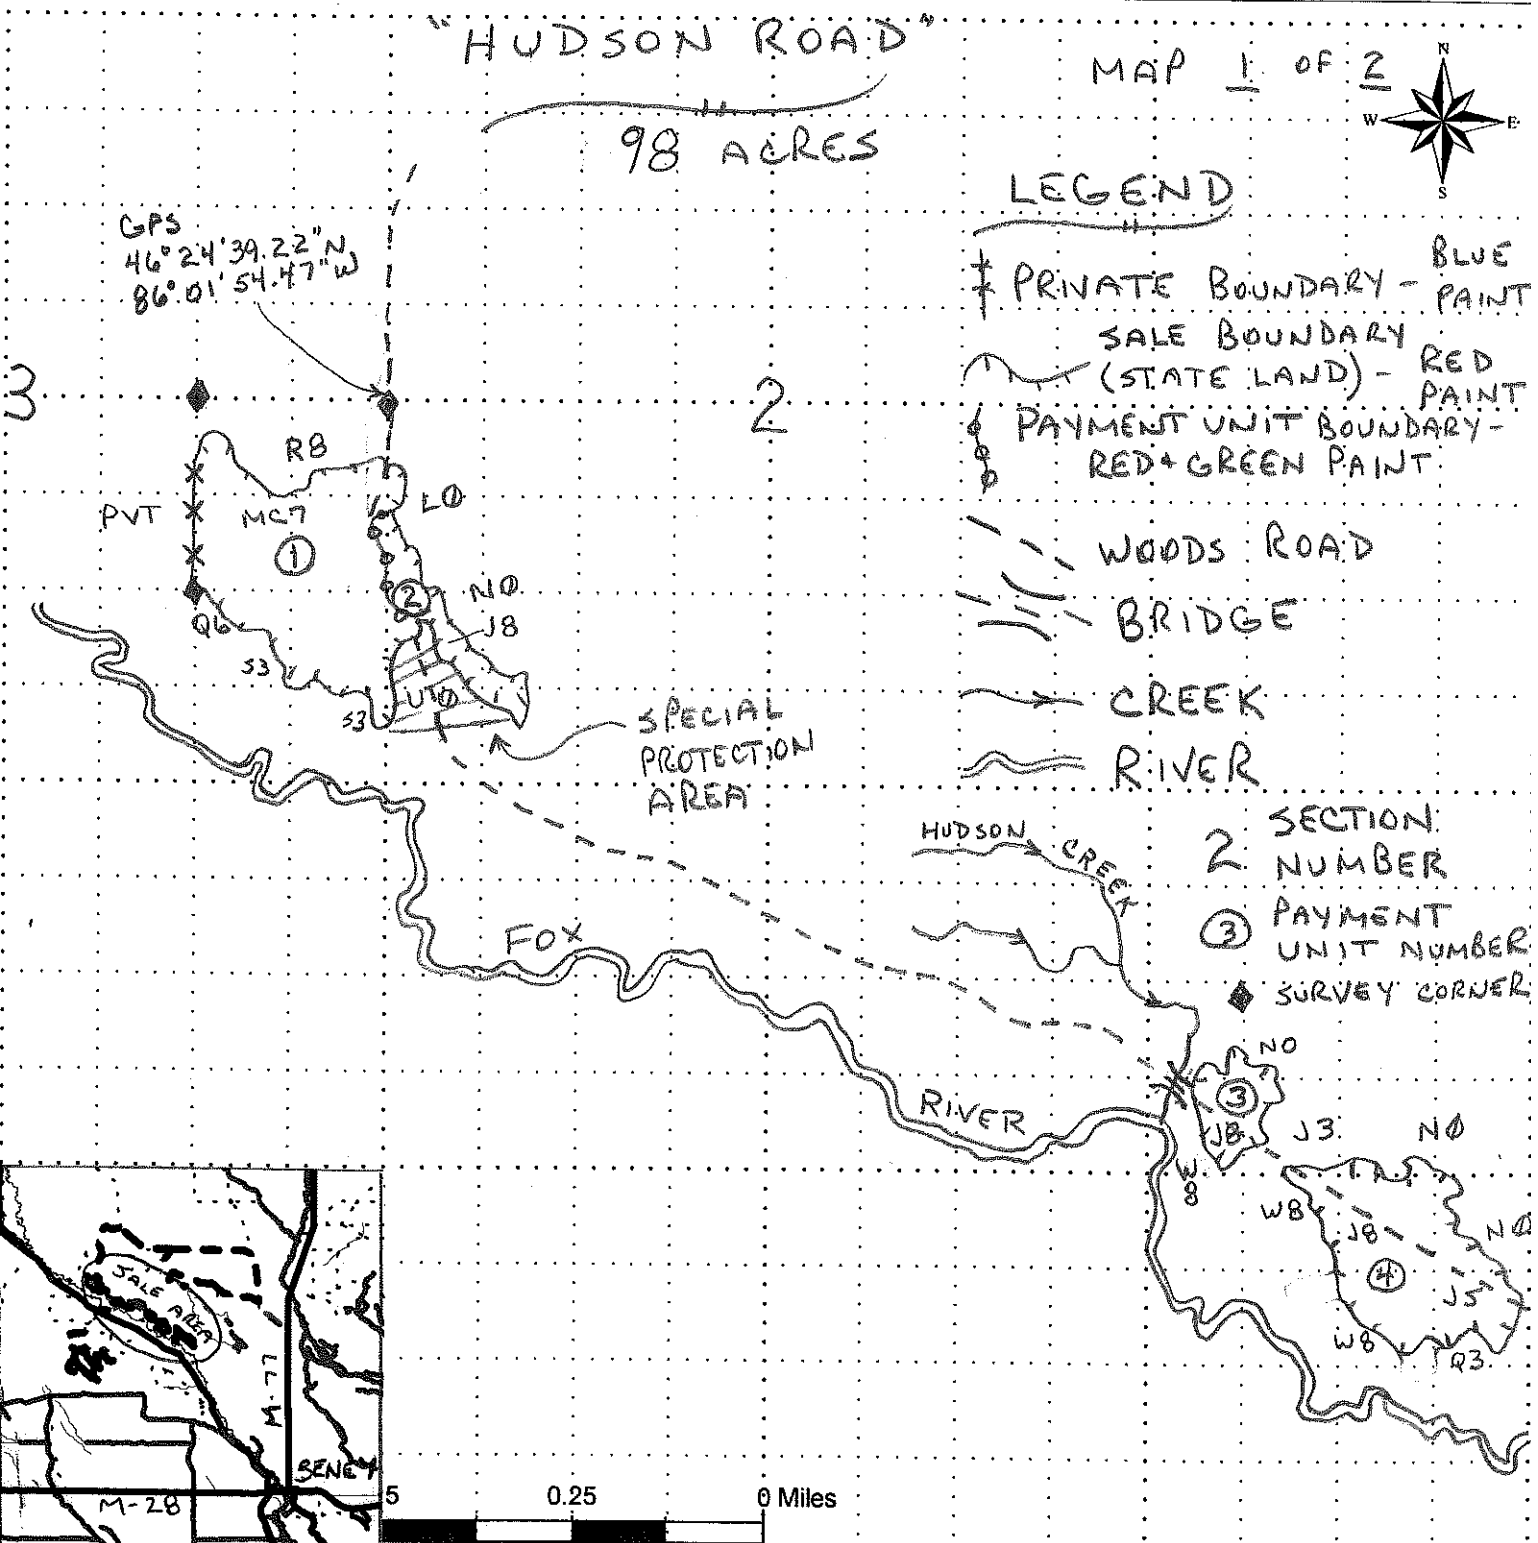 "HUDSON ROAD"
98 ACRES
MAP 1 OF 2
N
W
E
S
LEGEND
PRIVATE BOUNDARY - BLUE PAINT
SALE BOUNDARY
(STATE LAND) - RED PAINT
PAYMENT UNIT BOUNDARY -
RED + GREEN PAINT
WOODS ROAD
BRIDGE
CREEK
RIVER
2 SECTION
NUMBER
3 PAYMENT
UNIT NUMBER
SURVEY CORNER
GPS
46°24'39.22"N
86°01'54.47"W
3
2
R8
PVT
MC7
1
LØ
2
NØ
Q6
J8
S3
UØ
S3
SPECIAL
PROTECTION
AREA
HUDSON CREEK
FOX
RIVER
NO
3
J8
J3
NØ
W8
W8
J8
NØ
4
J5
W8
Q3
SALE AREA
M-77
M-28
5
0.25
0 Miles